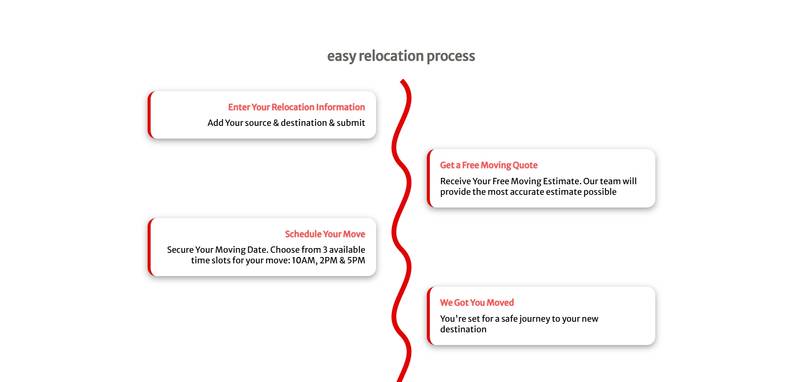 easy relocation process
Enter Your Relocation Information
Add Your source & destination & submit
Get a Free Moving Quote
Receive Your Free Moving Estimate. Our team will
provide the most accurate estimate possible
Schedule Your Move
Secure Your Moving Date. Choose from 3 available
time slots for your move: 10AM, 2PM & 5PM
We Got You Moved
You're set for a safe journey to your new
destination